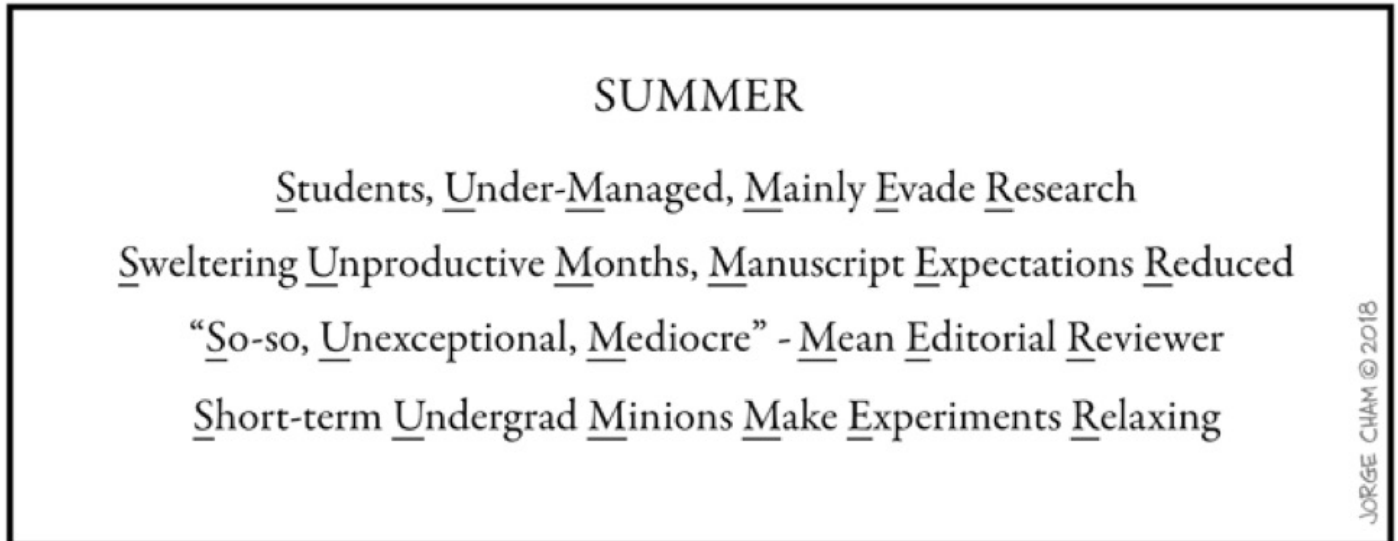 SUMMER
Students, Under-Managed, Mainly Evade Research
Sweltering Unproductive Months, Manuscript Expectations Reduced
“So-so, Unexceptional, Mediocre” - Mean Editorial Reviewer
Short-term Undergrad Minions Make Experiments Relaxing
JORGE CHAM © 2018